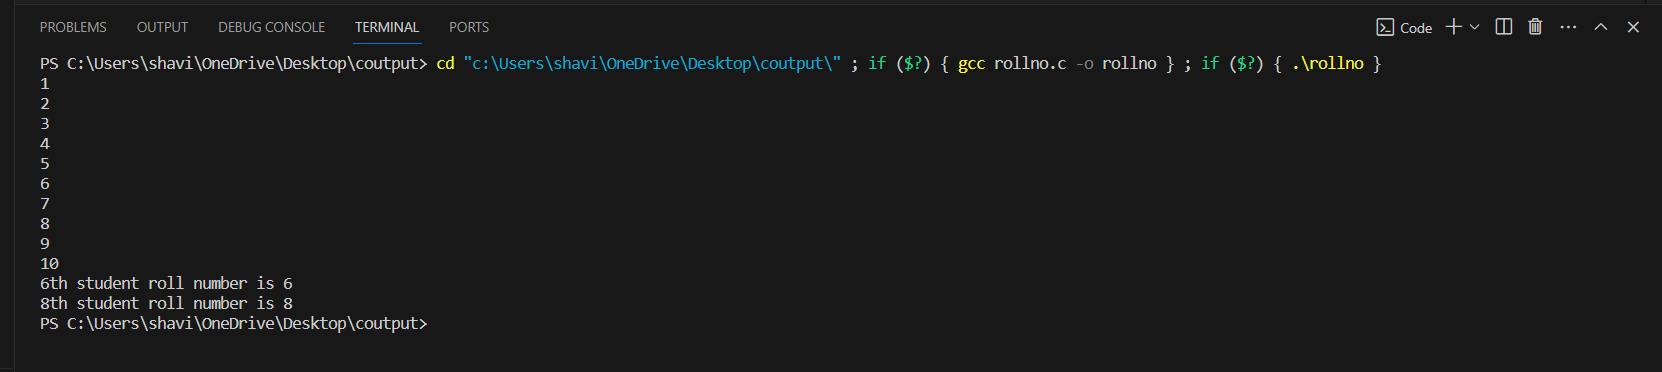 PROBLEMS OUTPUT DEBUG CONSOLE TERMINAL PORTS Code
PS C:\Users\shavi\OneDrive\Desktop\coutput> cd "c:\Users\shavi\OneDrive\Desktop\coutput\" ; if ($?) { gcc rollno.c -o rollno } ; if ($?) { .\rollno }
1
2
3
4
5
6
7
8
9
10
6th student roll number is 6
8th student roll number is 8
PS C:\Users\shavi\OneDrive\Desktop\coutput>